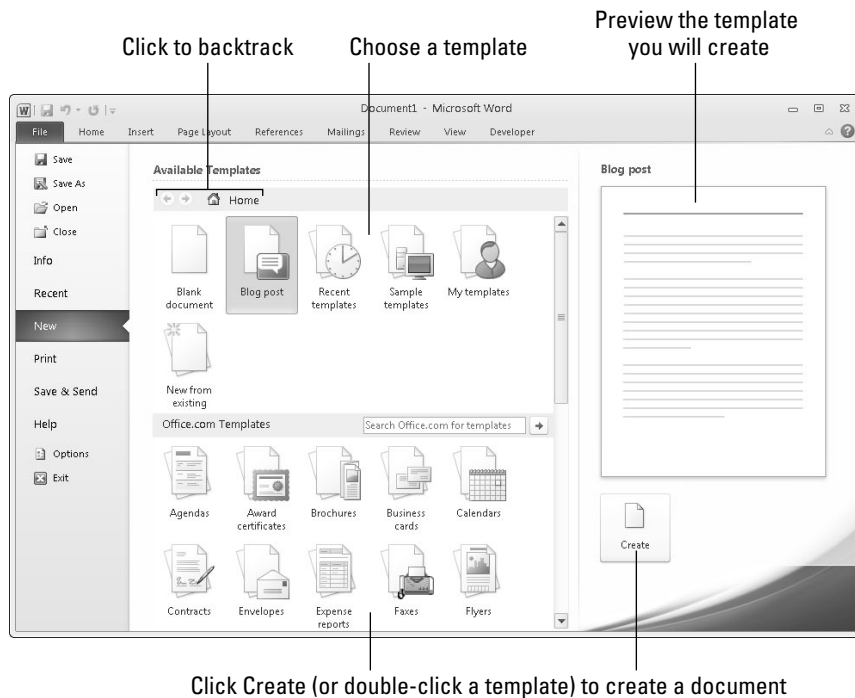 Click to backtrack
Choose a template
Preview the template
you will create
Document1 - Microsoft Word
File Home Insert Page Layout References Mailings Review View Developer
Save
Save As
Open
Close
Info
Recent
New
Print
Save & Send
Help
Options
Exit
Available Templates
Home
Blank
document
Blog post
Recent
templates
Sample
templates
My templates
New from
existing
Office.com Templates
Search Office.com for templates
Agendas
Award
certificates
Brochures
Business
cards
Calendars
Contracts
Envelopes
Expense
reports
Faxes
Flyers
Blog post
Create
Click Create (or double-click a template) to create a document